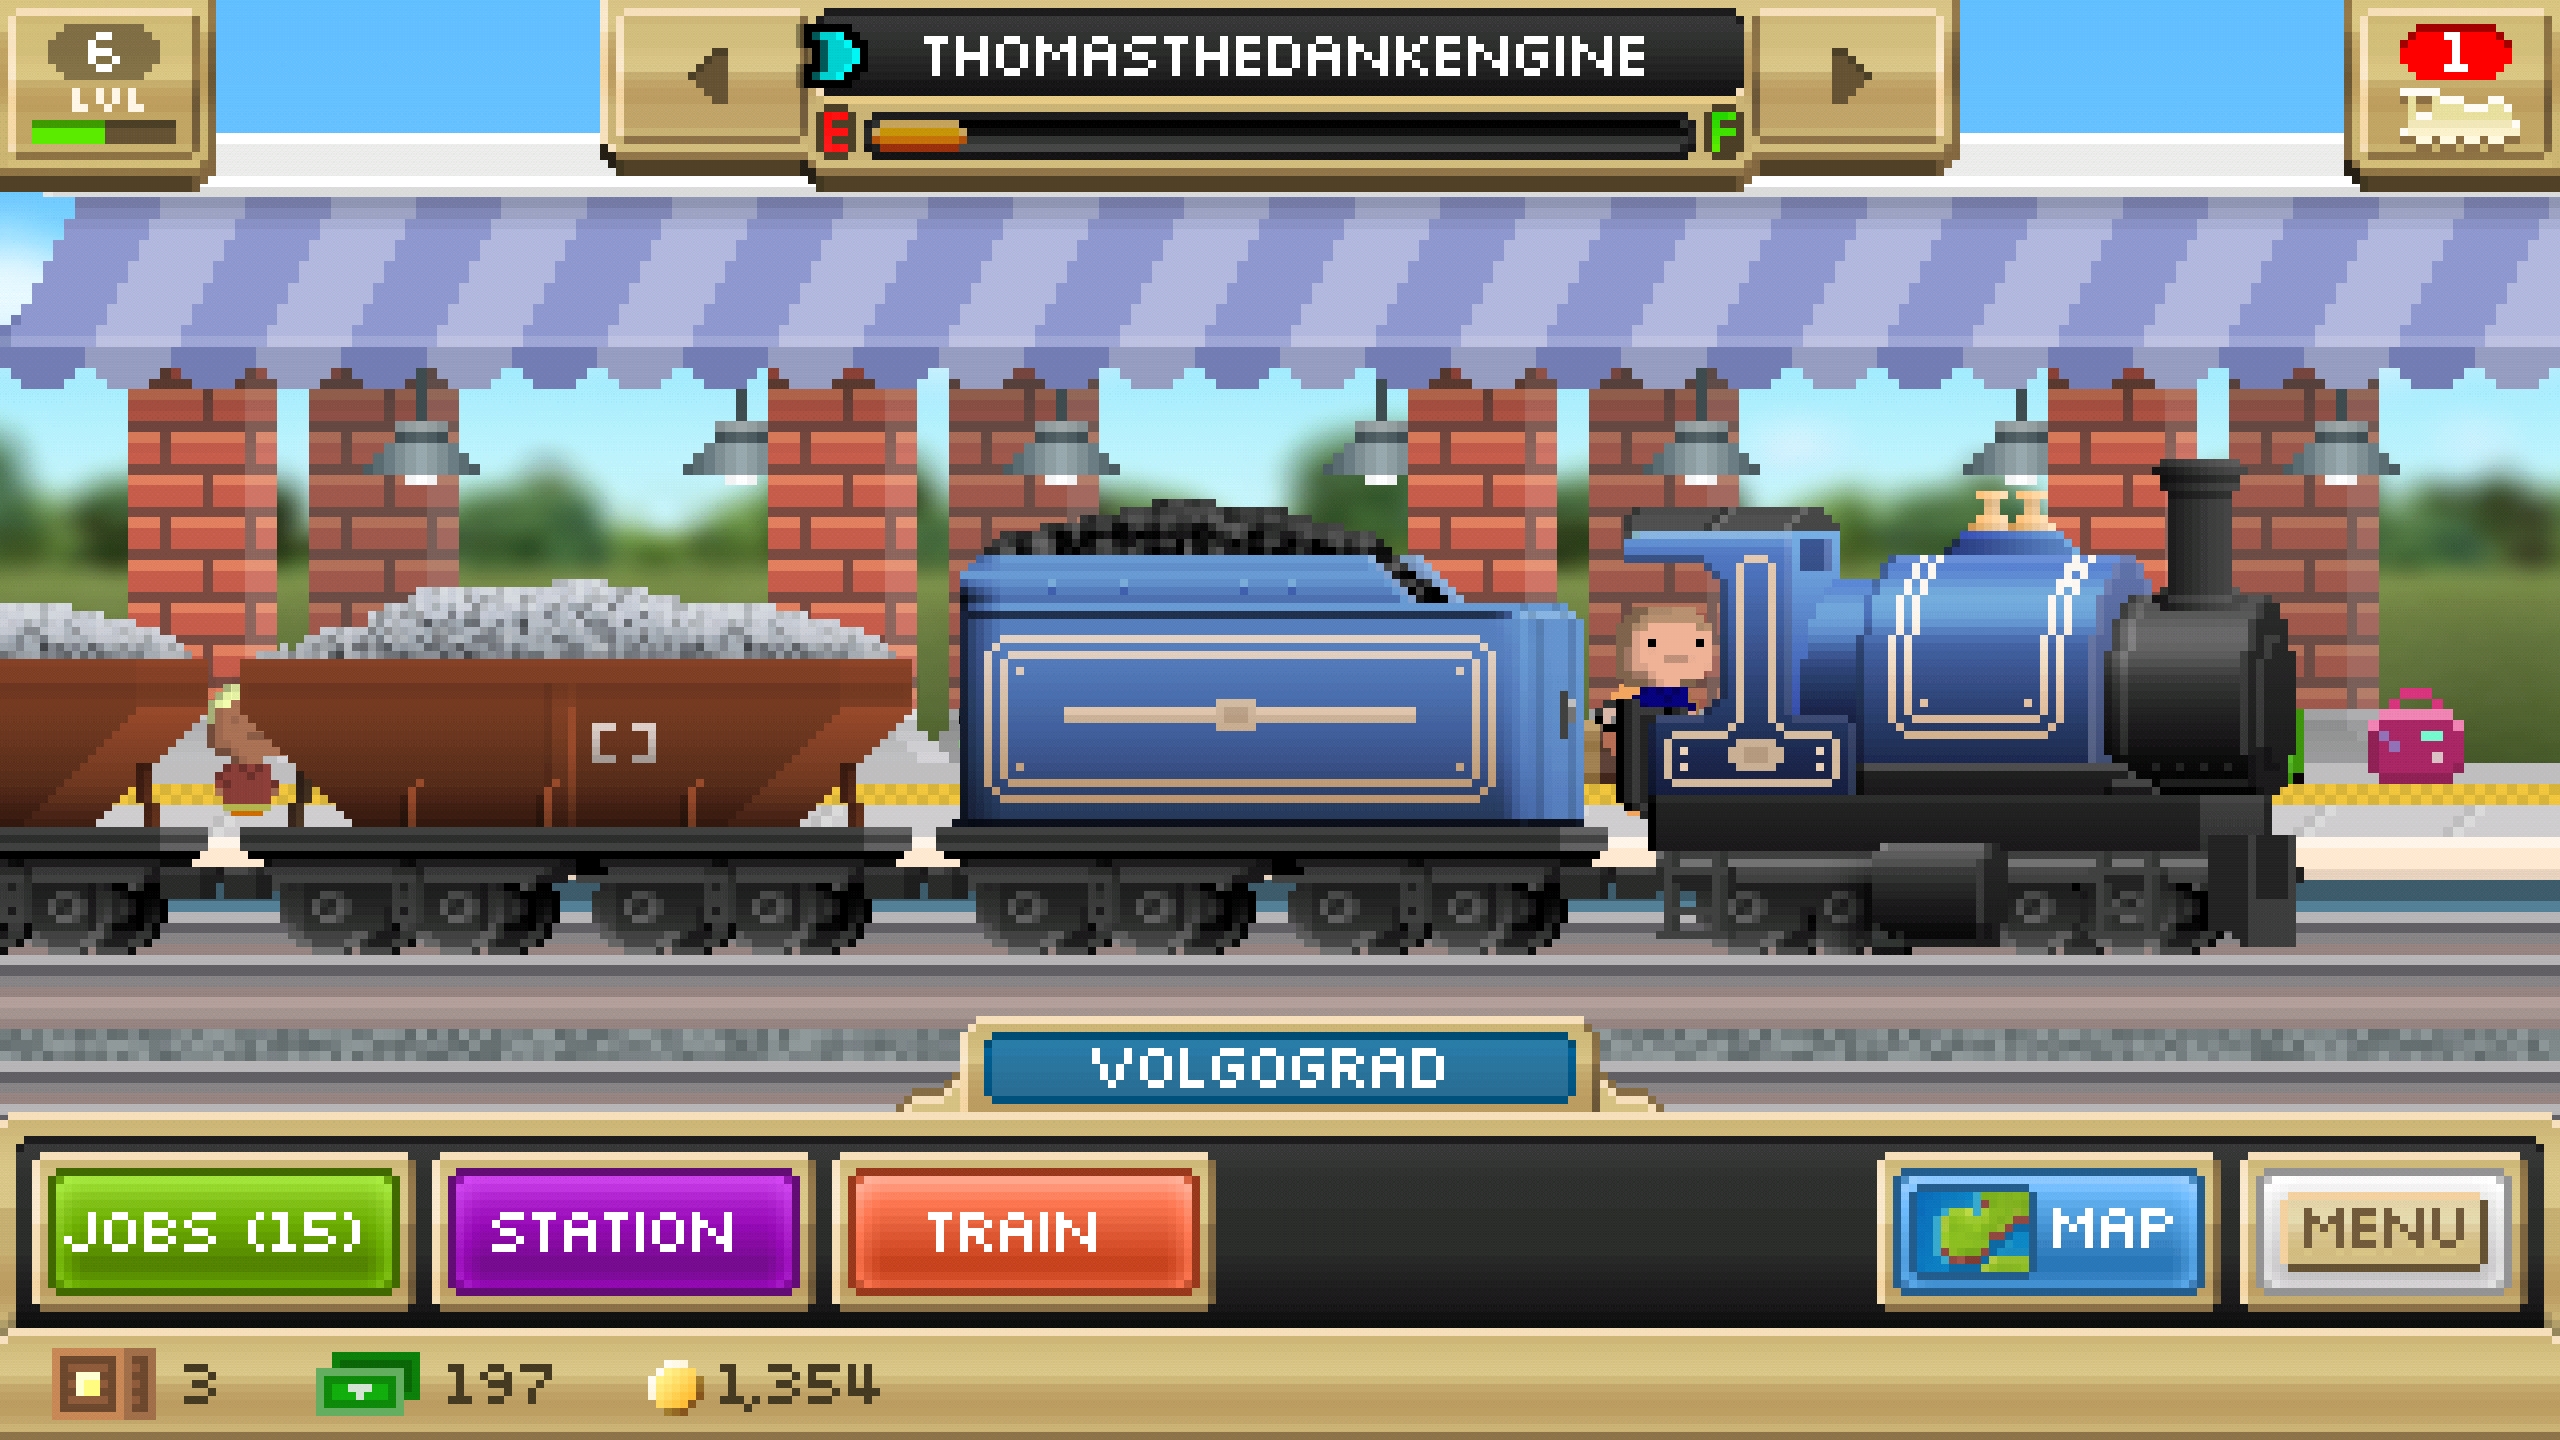 6
LVL
THOMASTHEDANKENGINE
E F
1
VOLGOGRAD
JOBS (15) STATION TRAIN MAP MENU
3 197 1,354